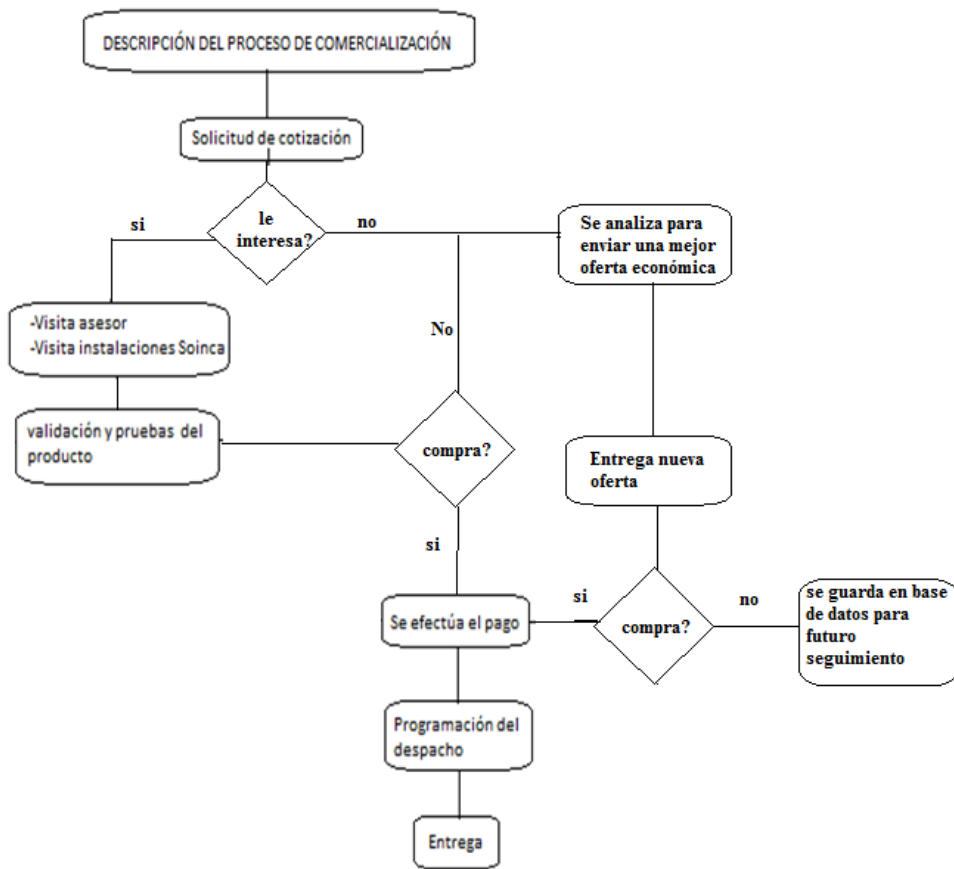 DESCRIPCIÓN DEL PROCESO DE COMERCIALIZACIÓN
Solicitud de cotización
le
interesa?
si
no
Se analiza para
enviar una mejor
oferta económica
-Visita asesor
-Visita instalaciones Soinca
No
validación y pruebas del
producto
compra?
Entrega nueva
oferta
si
si
no
Se efectúa el pago
compra?
se guarda en base
de datos para
futuro
seguimiento
Programación del
despacho
Entrega